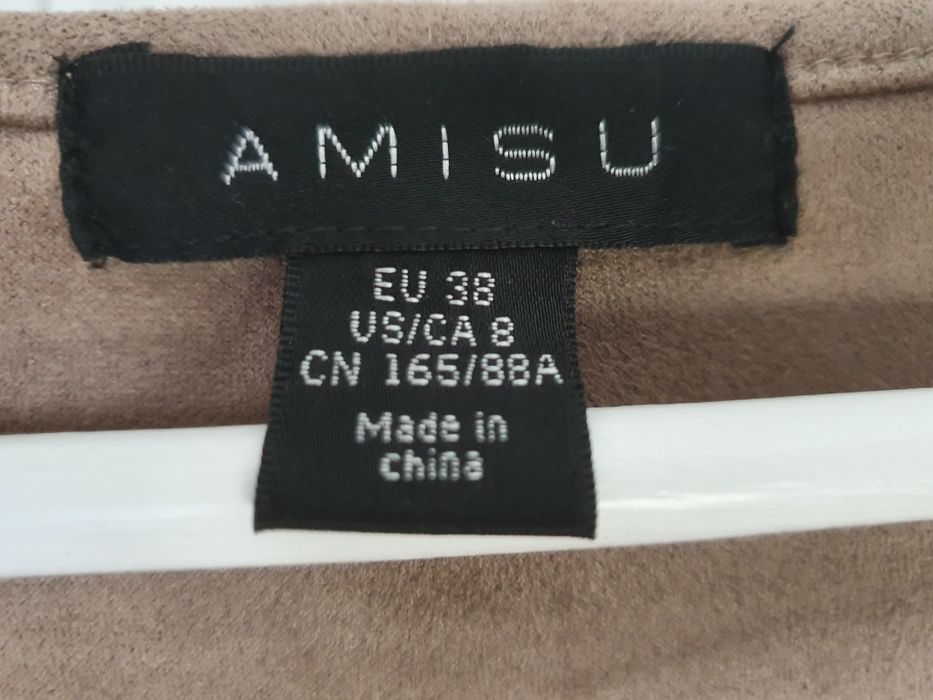 AMISU
EU 38
US/CA 8
CN 165/88A
Made in
china